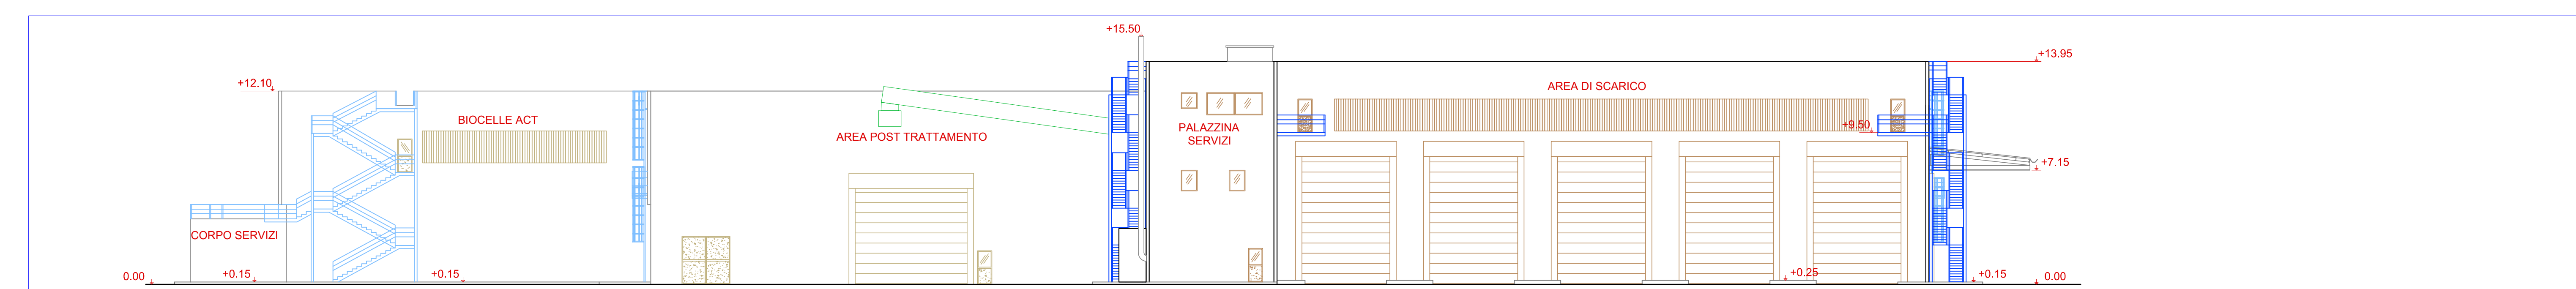 +15.50
+13.95
+12.10
AREA DI SCARICO
BIOCELLE ACT
+9.50
PALAZZINA
SERVIZI
AREA POST TRATTAMENTO
+7.15
CORPO SERVIZI
0.00
+0.15
+0.15
+0.25
+0.15
0.00